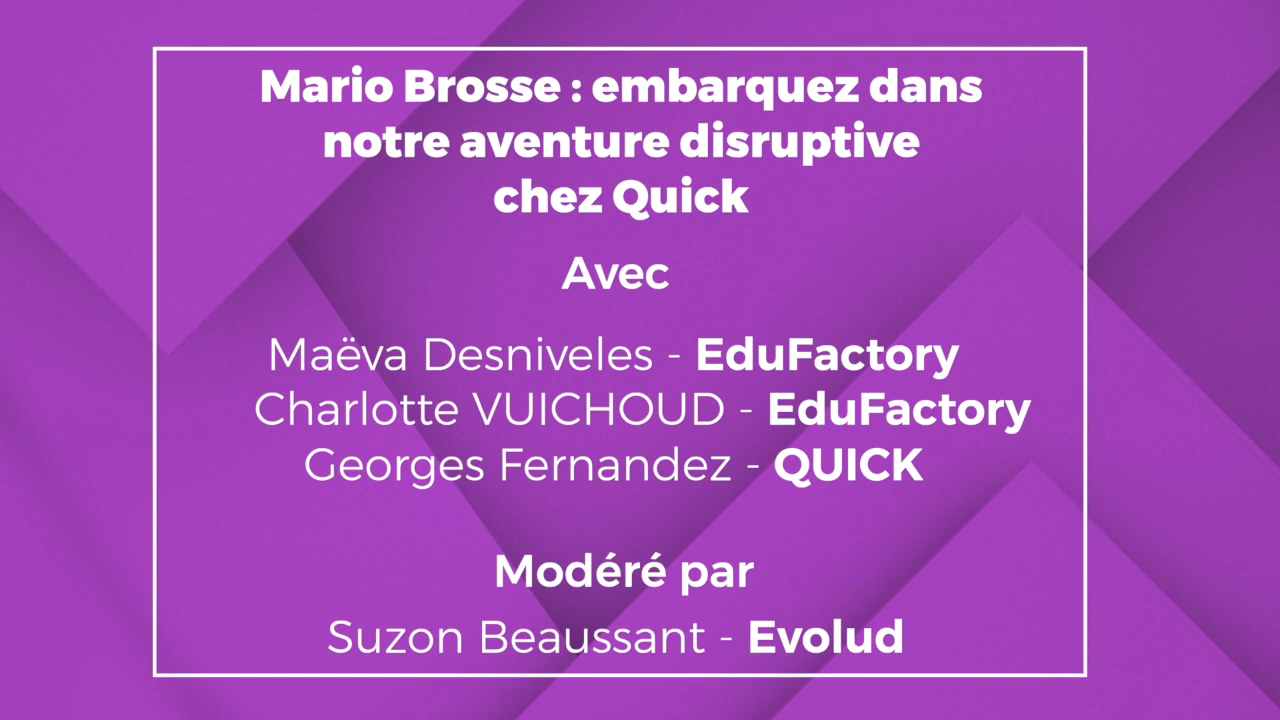 Mario Brosse : embarquez dans
notre aventure disruptive
chez Quick
Avec
Maëva Desniveles - EduFactory
Charlotte VUICHOUD - EduFactory
Georges Fernandez - QUICK
Modéré par
Suzon Beaussant - Evolud